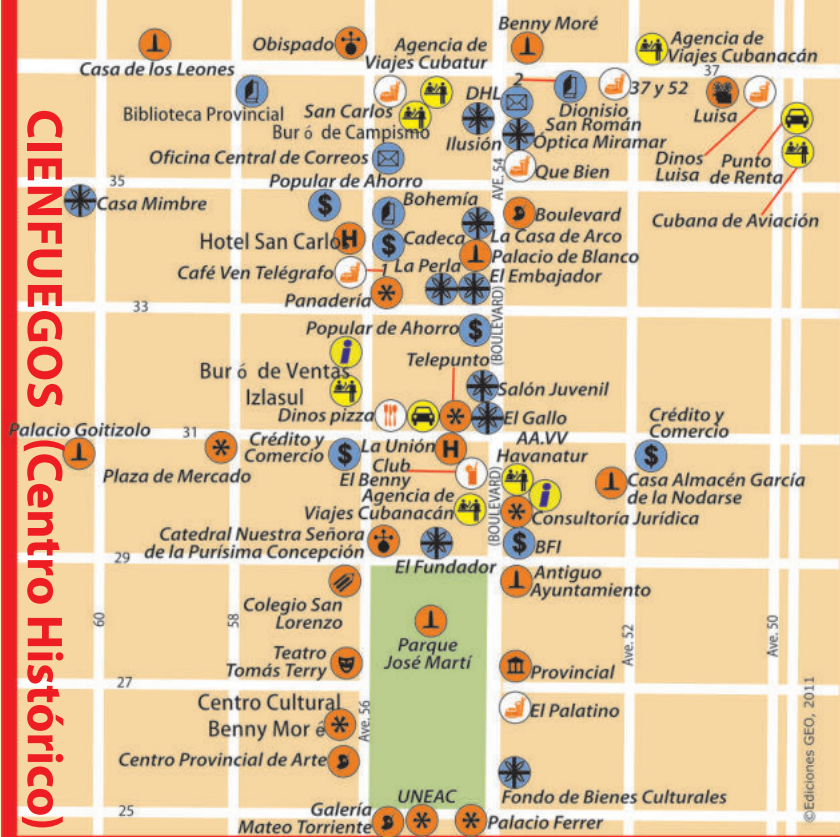 CIENFUEGOS (Centro Histórico)
Benny Moré
Obispado
Agencia de
Viajes Cubatur
Agencia de
Viajes Cubanacán
Casa de los Leones
37
2
DHL
37 y 52
Biblioteca Provincial
San Carlos
Bur ó de Campismo
Ilusión
Dionisio
San Román
Óptica Miramar
Luisa
Dinos
Luisa
Punto
de Renta
Oficina Central de Correos
Que Bien
AVE. 54
35
Popular de Ahorro
Cubana de Aviación
Casa Mimbre
Bohemía
Boulevard
Hotel San Carlos
H
$
$
Cadeca
La Casa de Arco
Palacio de Blanco
Café Ven Telégrafo
1
La Perla
El Embajador
Panadería
33
(BOULEVARD)
Popular de Ahorro
$
i
Telepunto
Bur ó de Ventas
Izlasul
Salón Juvenil
Dinos pizza
El Gallo
Crédito y
Comercio
$
Palacio Goitizolo
31
Crédito y
Comercio
$
La Unión
H
AA.VV
Havanatur
i
Plaza de Mercado
Club
El Benny
Casa Almacén García
de la Nodarse
Agencia de
Viajes Cubanacán
(BOULEVARD)
Consultoría Jurídica
Catedral Nuestra Señora
de la Purísima Concepción
$
BFI
29
El Fundador
Antiguo
Ayuntamiento
Colegio San
Lorenzo
60
58
Ave. 52
Ave. 50
Parque
José Martí
Teatro
Tomás Terry
Provincial
27
Centro Cultural
Benny Mor é
Ave. 56
El Palatino
Centro Provincial de Arte
Fondo de Bienes Culturales
25
Galería
Mateo Torriente
UNEAC
Palacio Ferrer
©Ediciones GEO, 2011